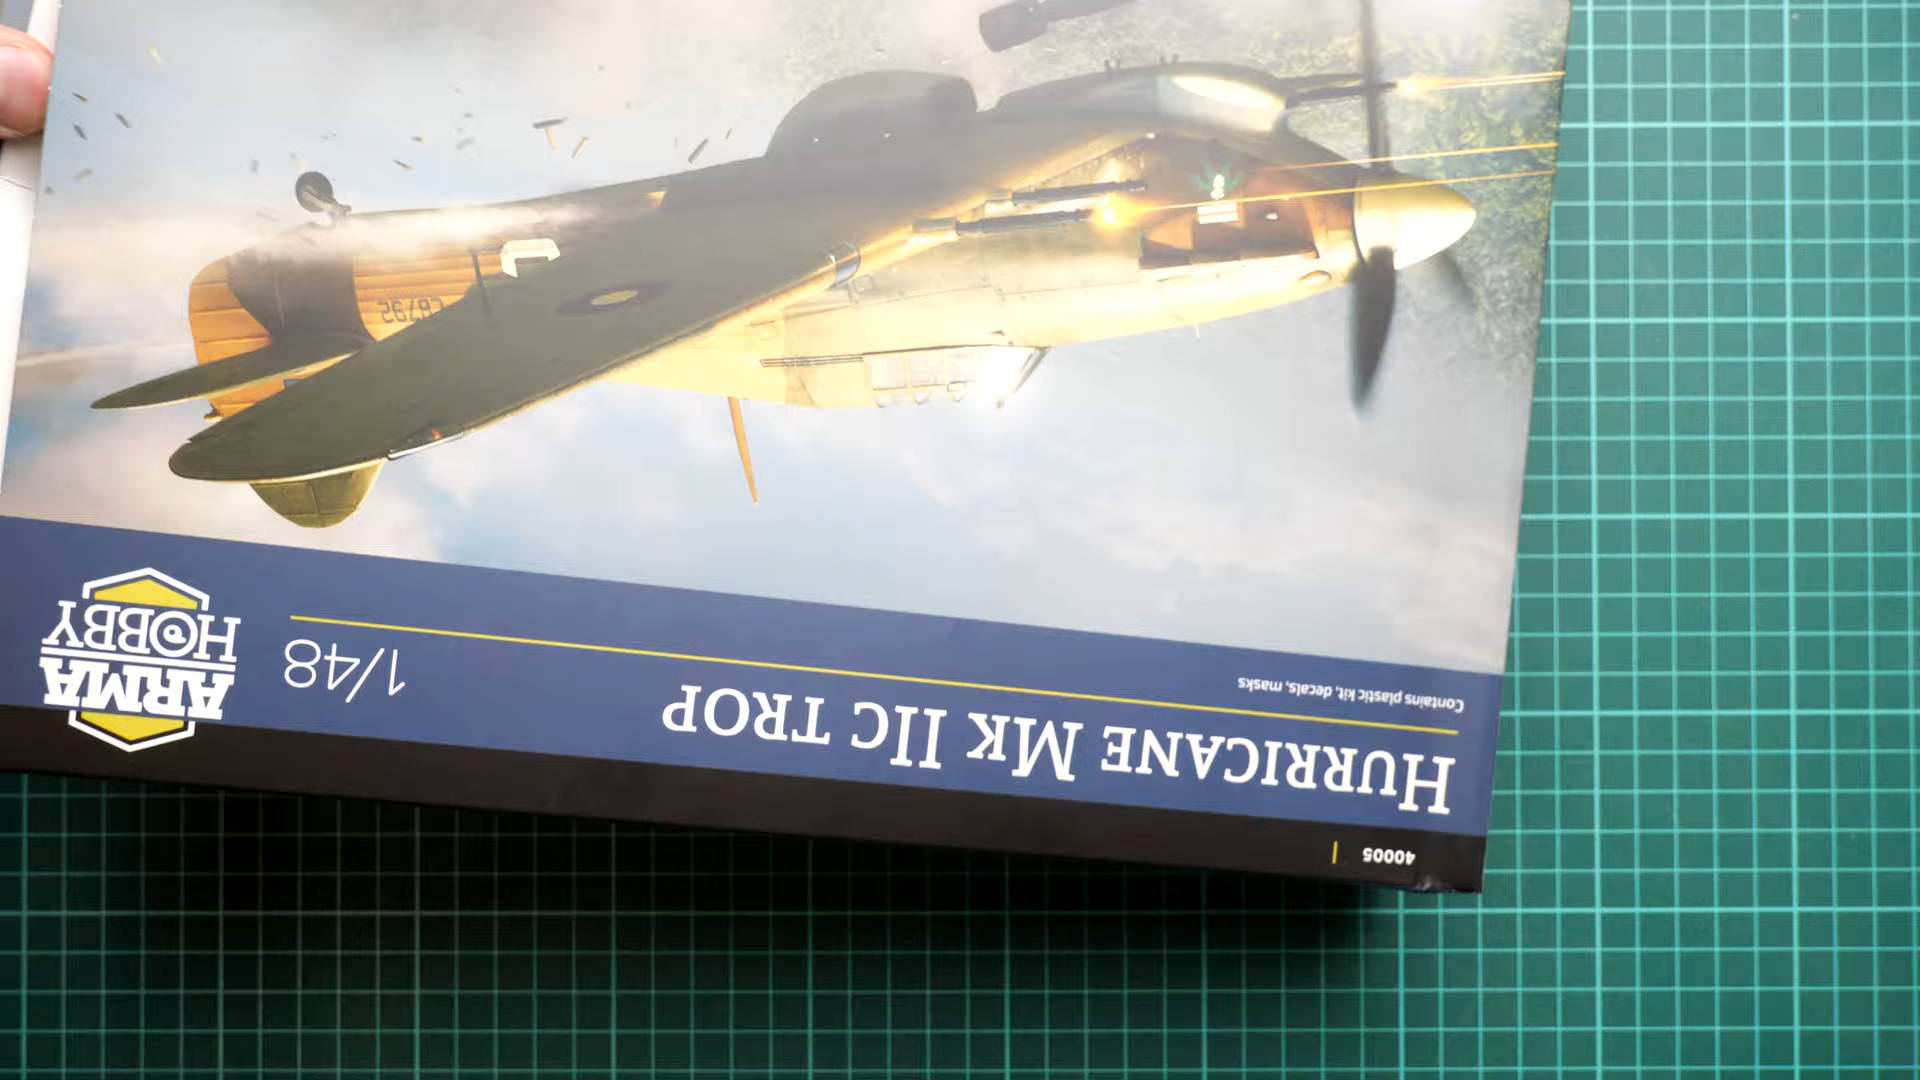 40005
HURRICANE MK IIC TROP
Contains plastic kit, decals, masks
1/48
ARMA
HOBBY